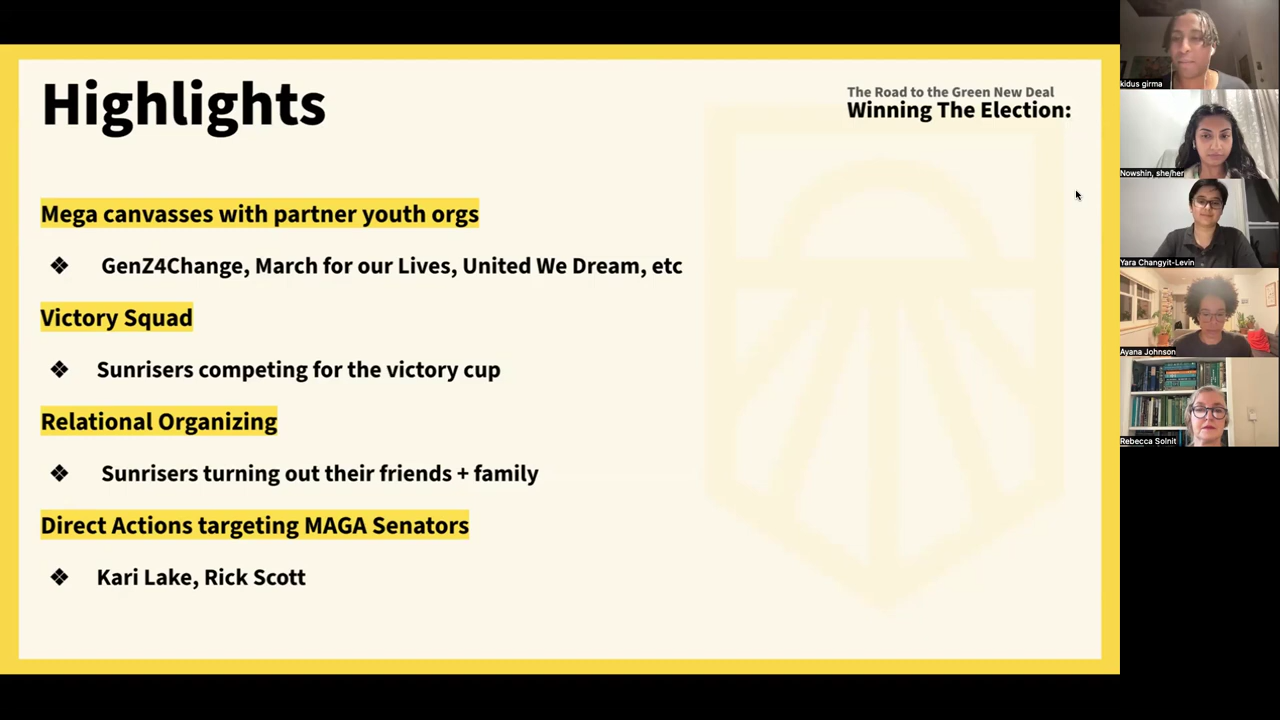 Highlights
The Road to the Green New Deal
Winning The Election:
Mega canvasses with partner youth orgs
❖ GenZ4Change, March for our Lives, United We Dream, etc
Victory Squad
❖ Sunrisers competing for the victory cup
Relational Organizing
❖ Sunrisers turning out their friends + family
Direct Actions targeting MAGA Senators
❖ Kari Lake, Rick Scott
kidus girma
Nowshin, she/her
Yara Changyit-Levin
Ayana Johnson
Rebecca Solnit